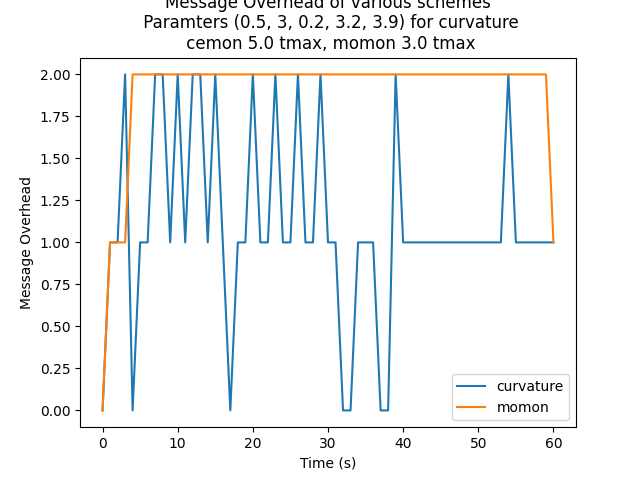 Message Overhead of Various schemes
Paramters (0.5, 3, 0.2, 3.2, 3.9) for curvature
cemon 5.0 tmax, momon 3.0 tmax
Message Overhead
2.00
1.75
1.50
1.25
1.00
0.75
0.50
0.25
0.00
curvature
momon
0 10 20 30 40 50 60
Time (s)